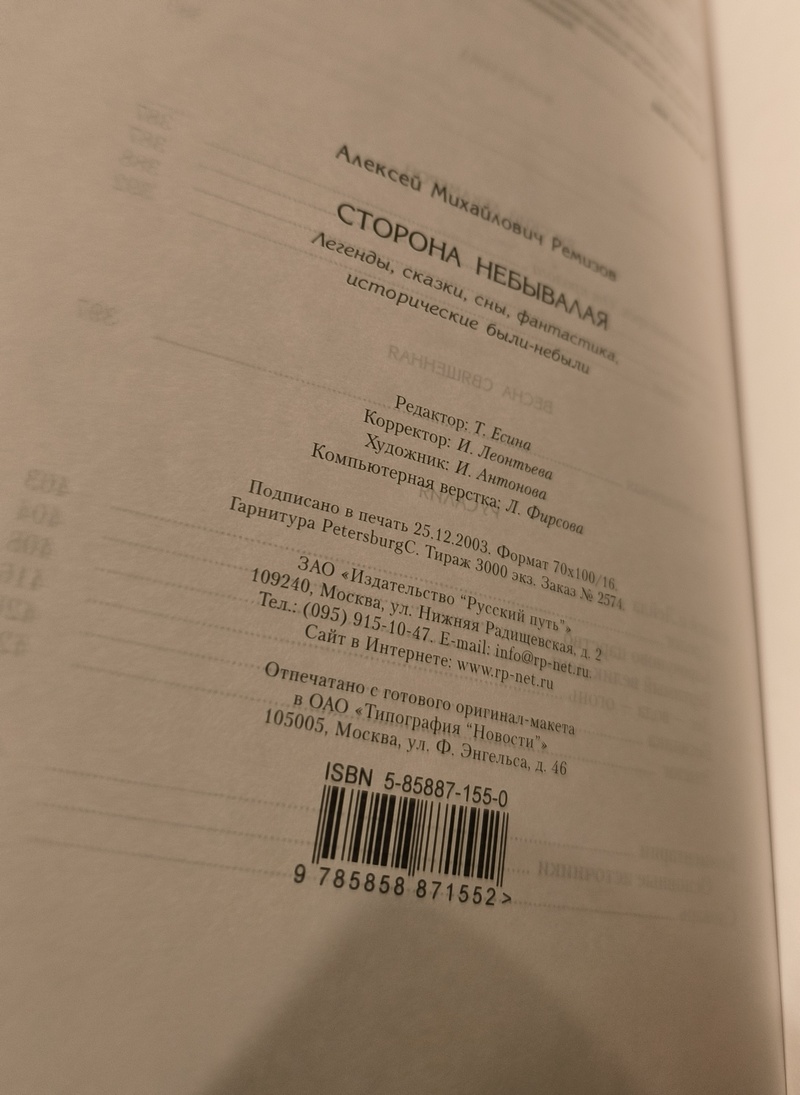 Алексей Михайлович Ремизов
СТОРОНА НЕБЫВАЛАЯ
Легенды, сказки, сны, фантастика,
исторические были-небыли
Редактор: Т. Есина
Корректор: И. Леонтьева
Художник: И. Антонова
Компьютерная верстка: Л. Фирсова
Подписано в печать 25.12.2003. Формат 70x100/16.
Гарнитура PetersburgC. Тираж 3000 экз. Заказ № 2574.
ЗАО «Издательство “Русский путь”»
109240, Москва, ул. Нижняя Радищевская, д. 2
Тел.: (095) 915-10-47. E-mail: info@rp-net.ru.
Сайт в Интернете: www.rp-net.ru
Отпечатано с готового оригинал-макета
в ОАО «Типография “Новости”»
105005, Москва, ул. Ф. Энгельса, д. 46
ISBN 5-85887-155-0
9 785858 871552 >